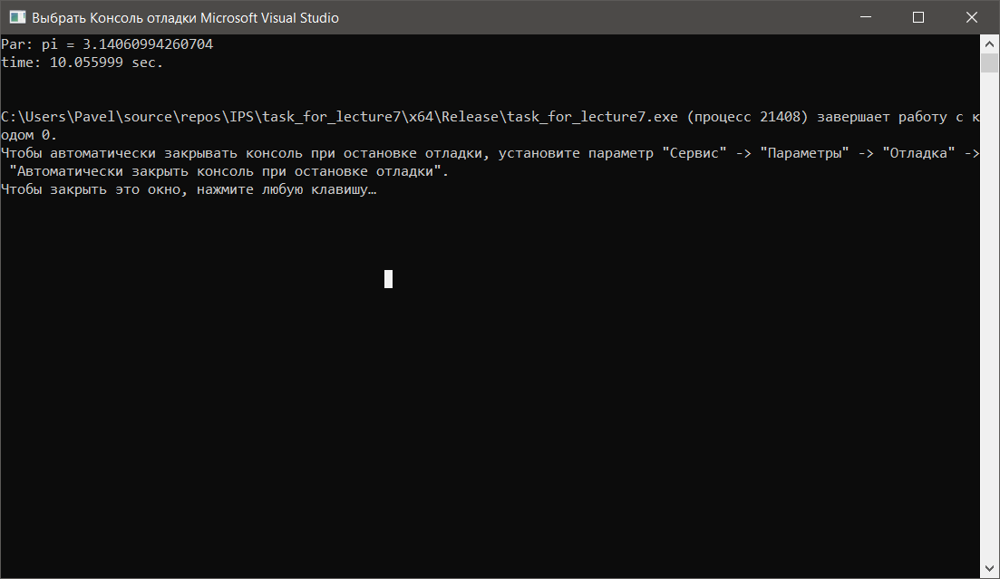 Выбрать Консоль отладки Microsoft Visual Studio
Par: pi = 3.14060994260704
time: 10.055999 sec.
C:\Users\Pavel\source\repos\IPS\task_for_lecture7\x64\Release\task_for_lecture7.exe (процесс 21408) завершает работу с к
одом 0.
Чтобы автоматически закрывать консоль при остановке отладки, установите параметр "Сервис" -> "Параметры" -> "Отладка" ->
 "Автоматически закрыть консоль при остановке отладки".
Чтобы закрыть это окно, нажмите любую клавишу…